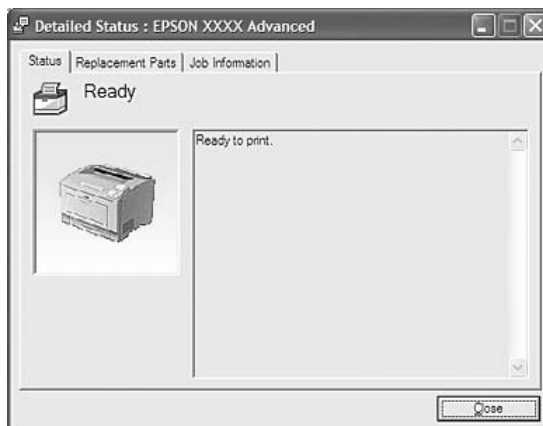 Detailed Status : EPSON XXXX Advanced
Status Replacement Parts Job Information
Ready
Ready to print.
Close